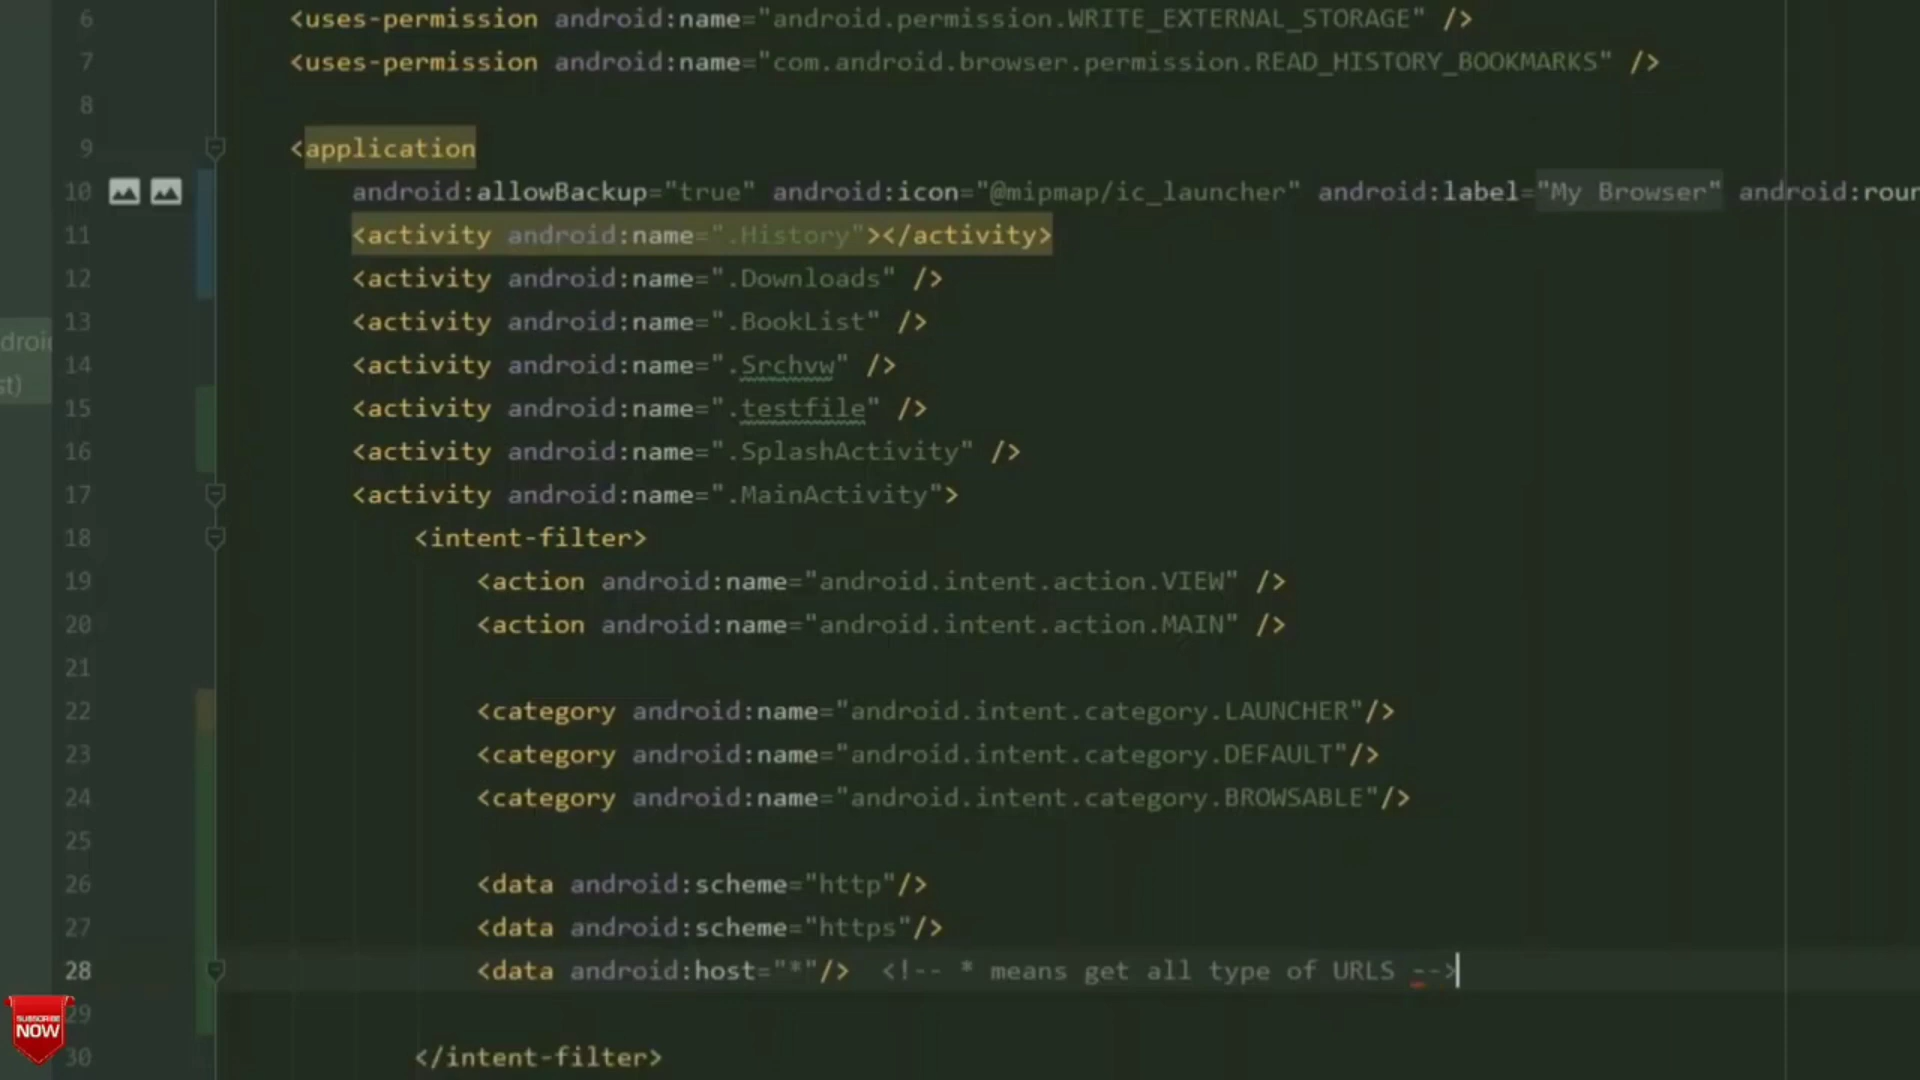 6 <uses-permission android:name="android.permission.WRITE_EXTERNAL_STORAGE" />
7 <uses-permission android:name="com.android.browser.permission.READ_HISTORY_BOOKMARKS" />
8
9 <application
10 android:allowBackup="true" android:icon="@mipmap/ic_launcher" android:label="My Browser" android:roun
11 <activity android:name=".History"></activity>
12 <activity android:name=".Downloads" />
13 <activity android:name=".BookList" />
14 <activity android:name=".Srchvw" />
15 <activity android:name=".testfile" />
16 <activity android:name=".SplashActivity" />
17 <activity android:name=".MainActivity">
18 <intent-filter>
19 <action android:name="android.intent.action.VIEW" />
20 <action android:name="android.intent.action.MAIN" />
21
22 <category android:name="android.intent.category.LAUNCHER"/>
23 <category android:name="android.intent.category.DEFAULT"/>
24 <category android:name="android.intent.category.BROWSABLE"/>
25
26 <data android:scheme="http"/>
27 <data android:scheme="https"/>
28 <data android:host="*"/> <!-- * means get all type of URLS -->
29
30 </intent-filter>
SUBSCRIBE
NOW